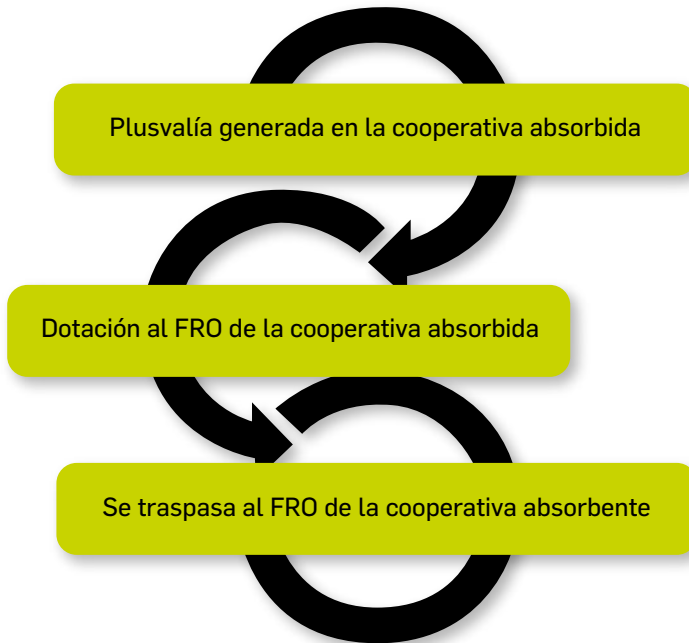 Plusvalía generada en la cooperativa absorbida
Dotación al FRO de la cooperativa absorbida
Se traspasa al FRO de la cooperativa absorbente